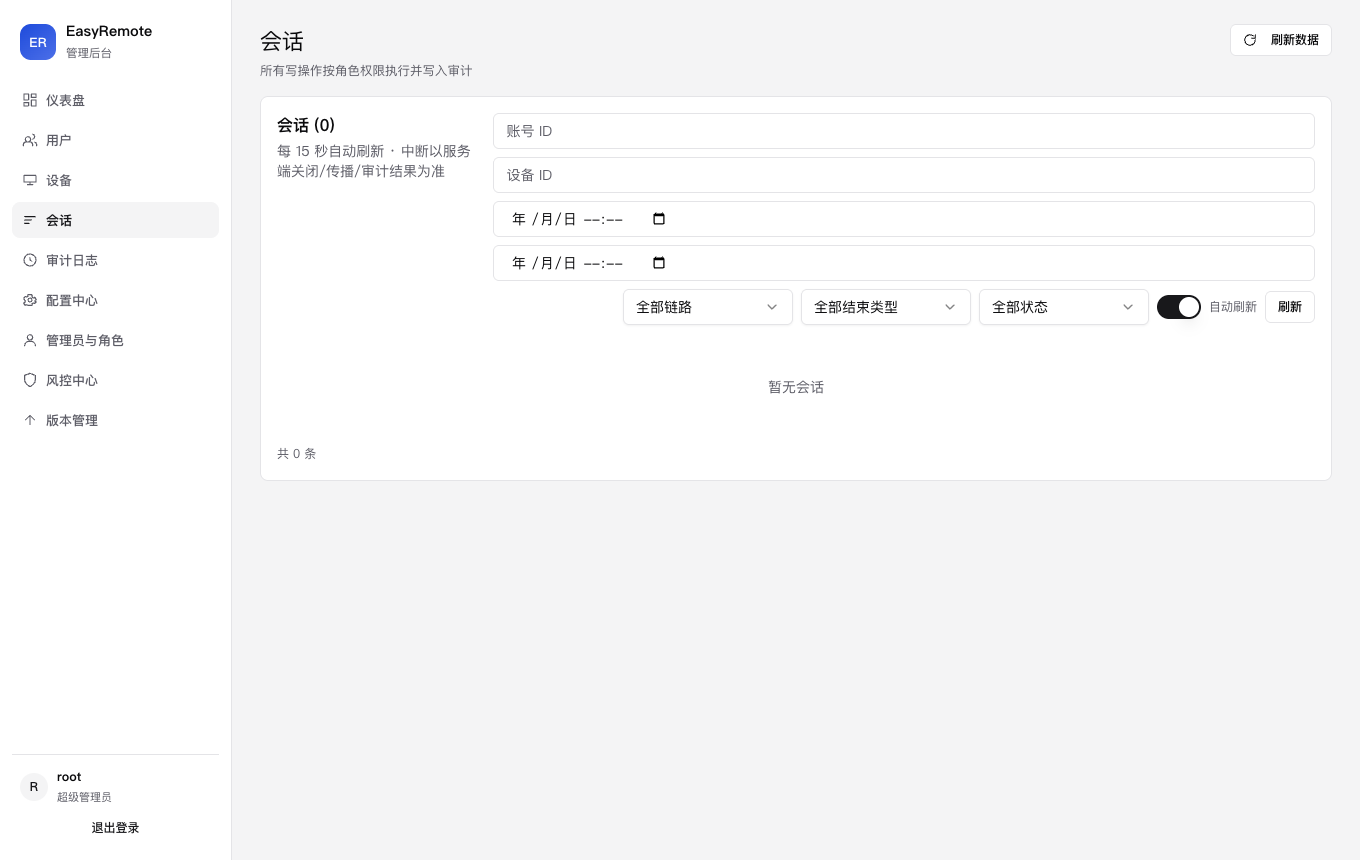 ER
EasyRemote
管理后台
仪表盘
用户
设备
会话
审计日志
配置中心
管理员与角色
风控中心
版本管理
R
root
超级管理员
退出登录
会话
所有写操作按角色权限执行并写入审计
刷新数据
会话 (0)
每 15 秒自动刷新 · 中断以服务
端关闭/传播/审计结果为准
账号 ID
设备 ID
年 /月/日 --:--
年 /月/日 --:--
全部链路
全部结束类型
全部状态
自动刷新
刷新
暂无会话
共 0 条